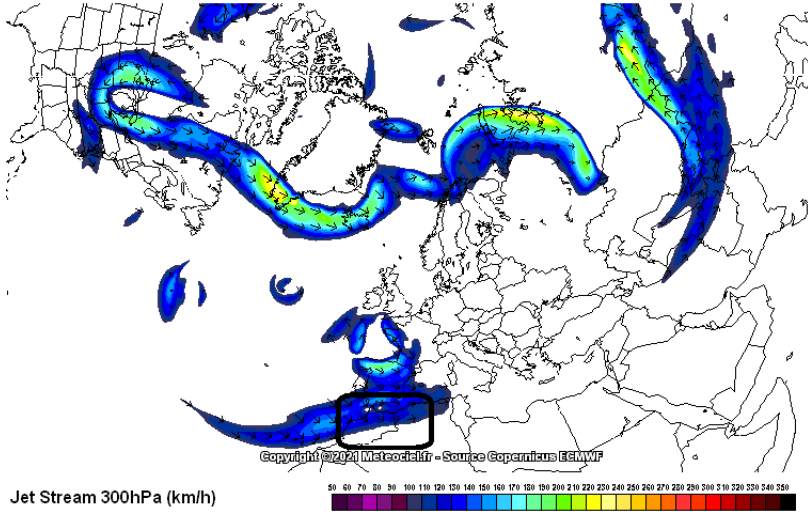 Copyright ©2021 Meteociel.fr - Source Copernicus ECMWF
50 60 70 80 90 100 110 120 130 140 150 160 170 180 190 200 210 220 230 240 250 260 270 280 290 300 310 320 330 340 350
Jet Stream 300hPa (km/h)